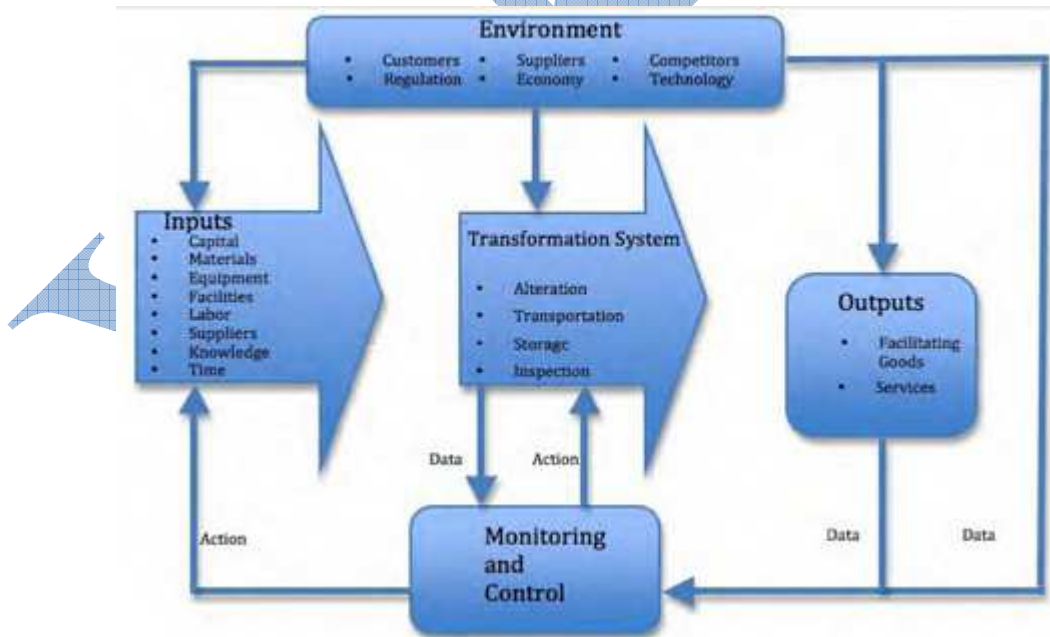 Environment
• Customers • Suppliers • Competitors
• Regulation • Economy • Technology
Inputs
• Capital
• Materials
• Equipment
• Facilities
• Labor
• Suppliers
• Knowledge
• Time
Transformation System
• Alteration
• Transportation
• Storage
• Inspection
Outputs
• Facilitating
Goods
• Services
Data
Action
Action
Data
Data
Monitoring
and
Control